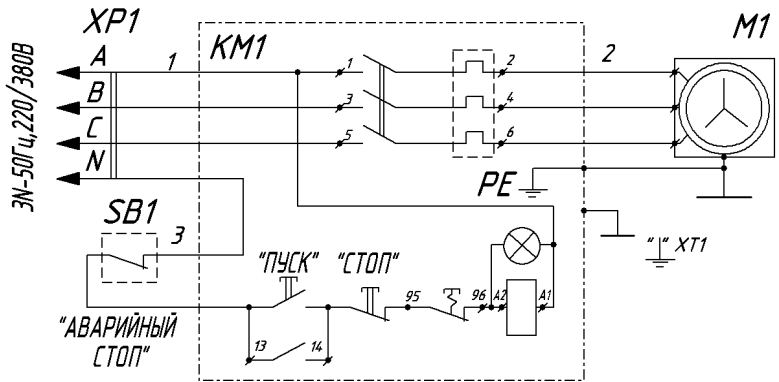 XP1
KM1
M1
A
1
1
2
2
B
3
4
C
5
6
N
3N~50Гц,220/380В
PE
SB1
3
"⏚" XT1
"ПУСК"
"СТОП"
95
96
A2
A1
"АВАРИЙНЫЙ
СТОП"
13
14